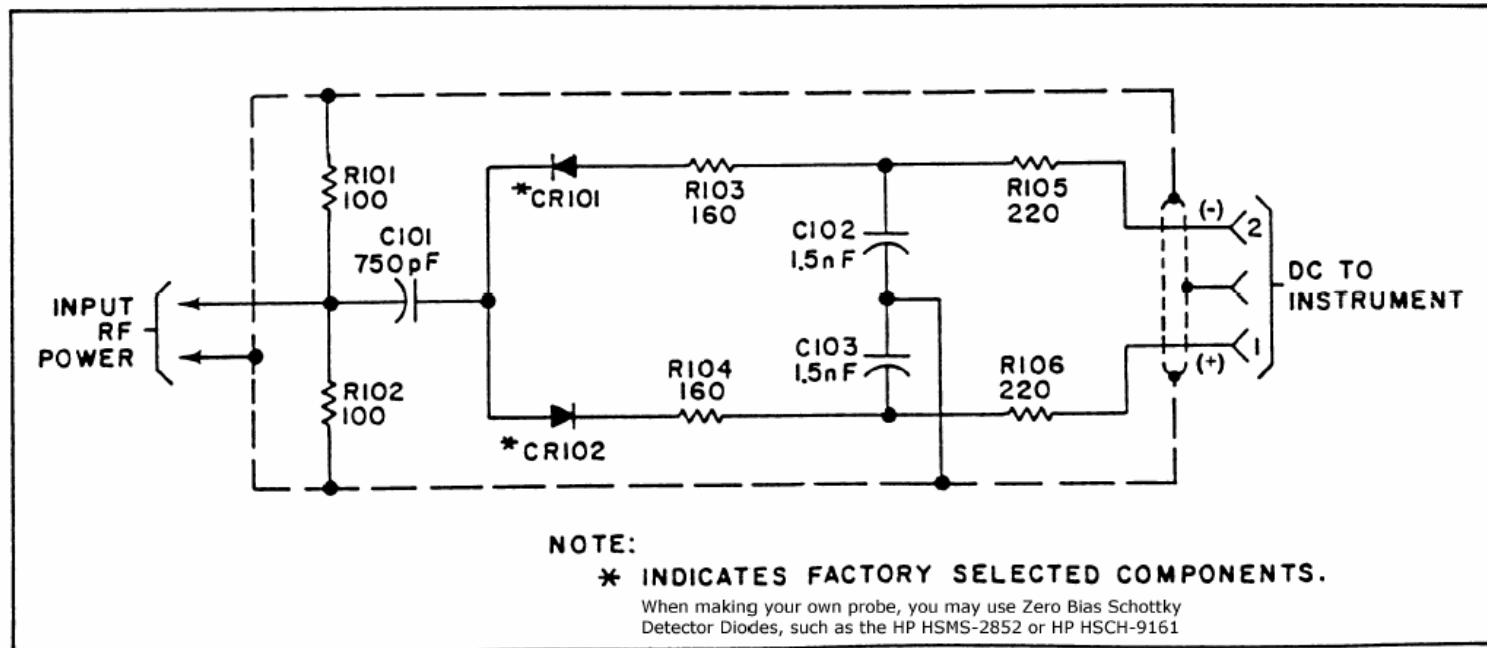 R101
100
C101
750pF
INPUT
RF
POWER
R102
100
*CR101
R103
160
C102
1.5nF
R105
220
(-)
2
DC TO
INSTRUMENT
C103
1.5nF
R104
160
R106
220
(+)
1
*CR102
NOTE:
* INDICATES FACTORY SELECTED COMPONENTS.
When making your own probe, you may use Zero Bias Schottky
Detector Diodes, such as the HP HSMS-2852 or HP HSCH-9161